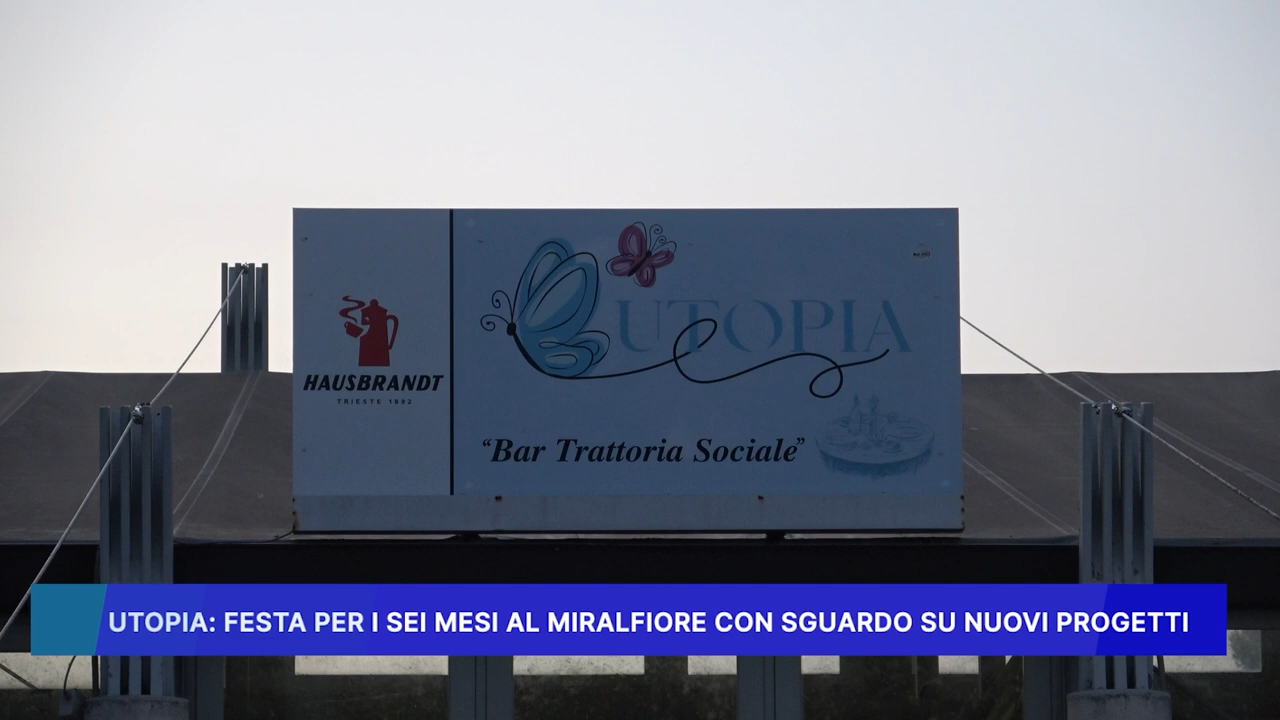 UTOPIA
HAUSBRANDT
TRIESTE 1892
“Bar Trattoria Sociale”
UTOPIA: FESTA PER I SEI MESI AL MIRALFIORE CON SGUARDO SU NUOVI PROGETTI